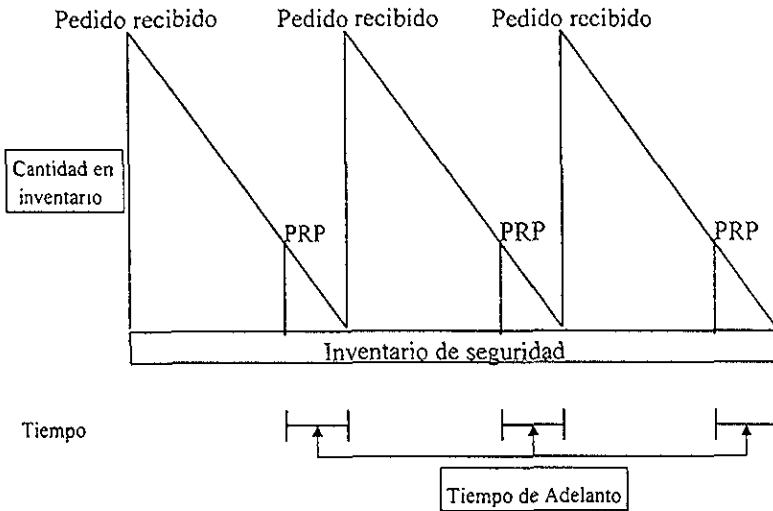 Pedido recibido
Pedido recibido
Pedido recibido
Cantidad en
inventario
PRP
PRP
PRP
Inventario de seguridad
Tiempo
Tiempo de Adelanto